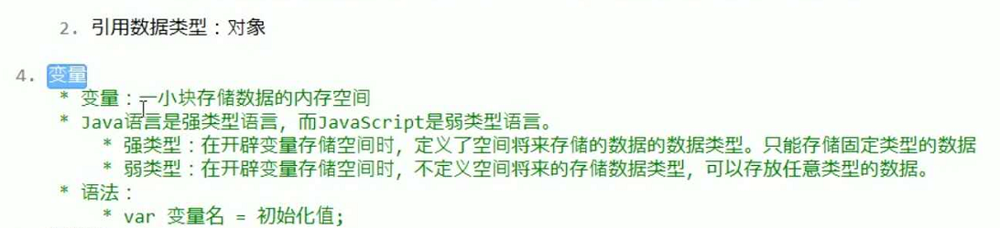 2. 引用数据类型：对象
4. 变量
* 变量：一小块存储数据的内存空间
* Java语言是强类型语言，而JavaScript是弱类型语言。
* 强类型：在开辟变量存储空间时，定义了空间将来存储的数据的数据类型。只能存储固定类型的数据
* 弱类型：在开辟变量存储空间时，不定义空间将来的存储数据类型，可以存放任意类型的数据。
* 语法：
* var 变量名 = 初始化值;